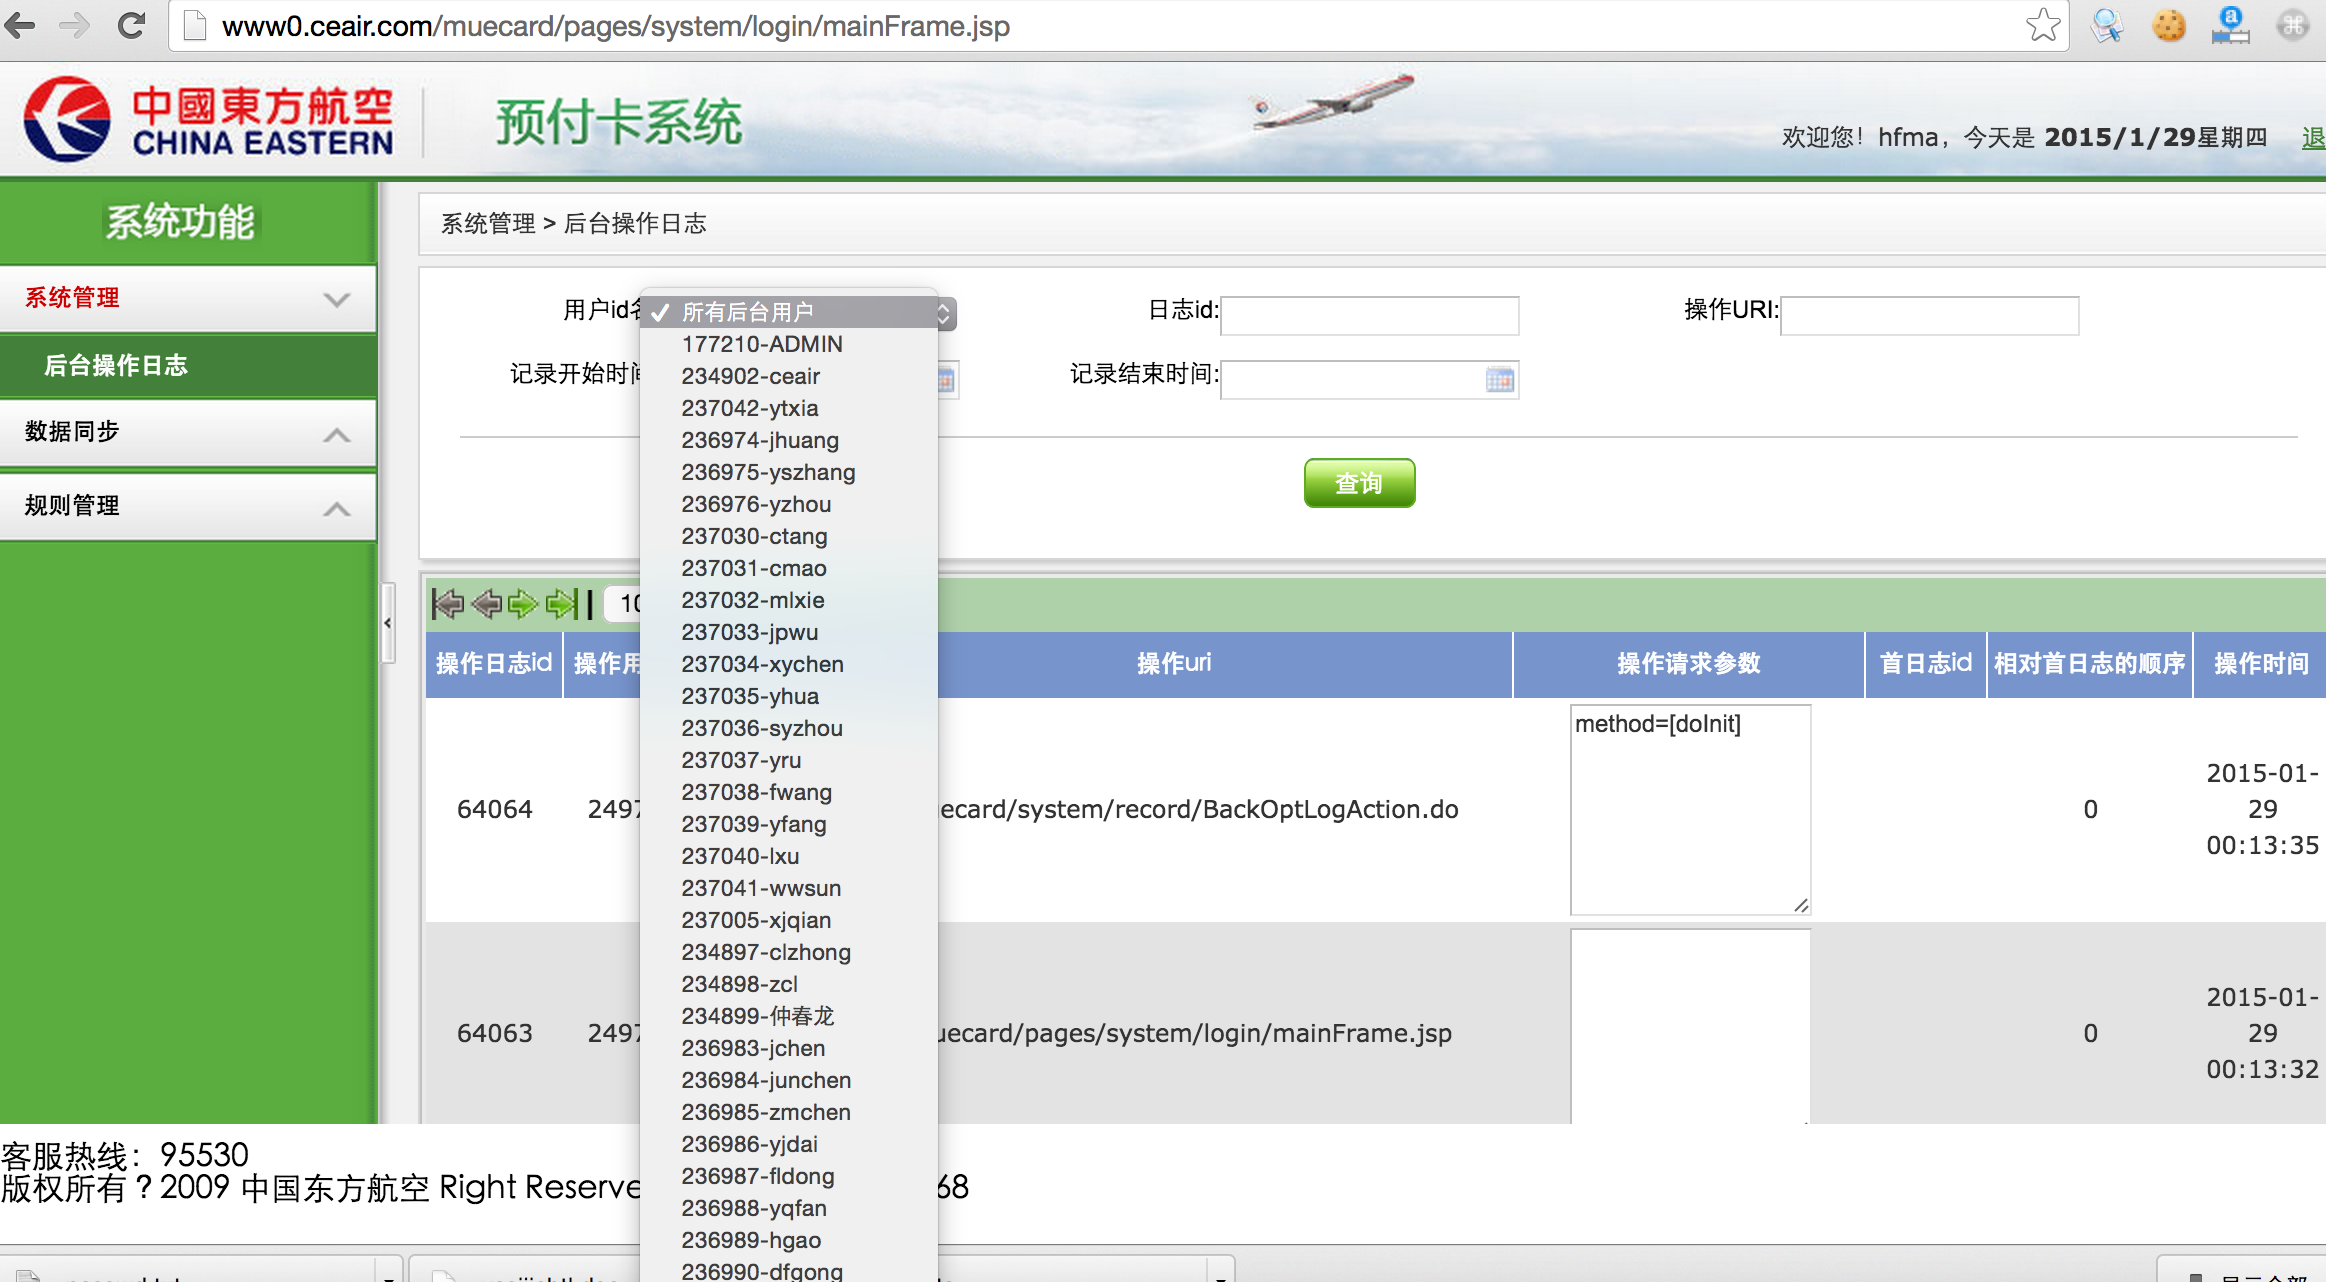 www0.ceair.com/muecard/pages/system/login/mainFrame.jsp
中國東方航空
CHINA EASTERN
预付卡系统
欢迎您！hfma，今天是 2015/1/29星期四 退
系统功能
系统管理
后台操作日志
数据同步
规则管理
系统管理 > 后台操作日志
用户id名
日志id:
操作URI:
记录开始时间
记录结束时间:
查询
所有后台用户
177210-ADMIN
234902-ceair
237042-ytxia
236974-jhuang
236975-yszhang
236976-yzhou
237030-ctang
237031-cmao
237032-mlxie
237033-jpwu
237034-xychen
237035-yhua
237036-syzhou
237037-yru
237038-fwang
237039-yfang
237040-lxu
237041-wwsun
237005-xjqian
234897-clzhong
234898-zcl
234899-仲春龙
236983-jchen
236984-junchen
236985-zmchen
236986-yjdai
236987-fldong
236988-yqfan
236989-hgao
236990-dfgong
10
操作日志id 操作用 操作uri 操作请求参数 首日志id 相对首日志的顺序 操作时间
64064 2497 ecard/system/record/BackOptLogAction.do method=[doInit] 0 2015-01-
29
00:13:35
64063 2497 uecard/pages/system/login/mainFrame.jsp 0 2015-01-
29
00:13:32
客服热线：95530
版权所有？2009 中国东方航空 Right Reserve 68